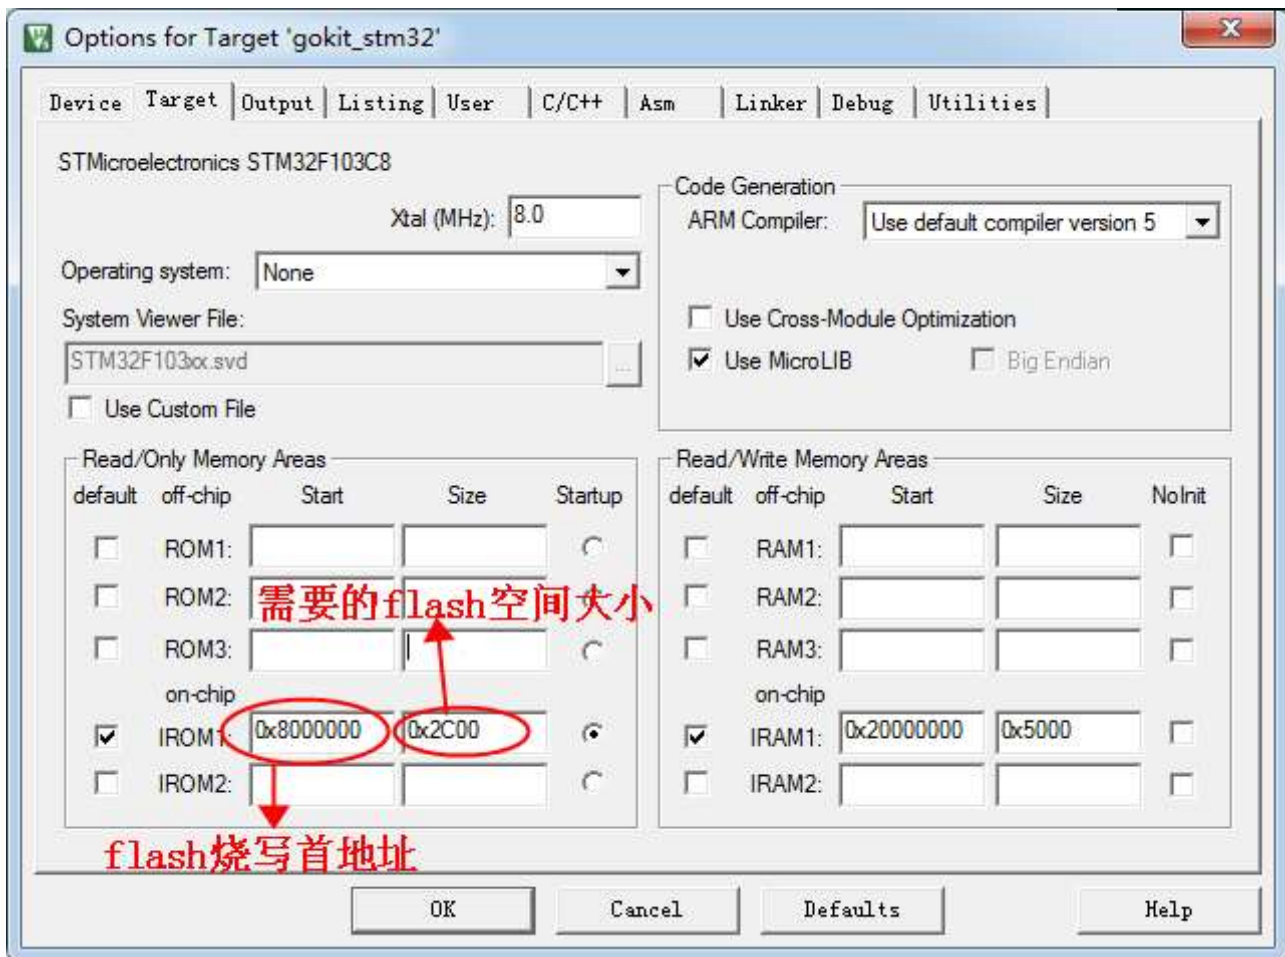 Options for Target 'gokit_stm32'
Device Target Output Listing User C/C++ Asm Linker Debug Utilities
STMicroelectronics STM32F103C8
Xtal (MHz): 8.0
Operating system: None
System Viewer File:
STM32F103xx.svd ...
Use Custom File
Code Generation
ARM Compiler: Use default compiler version 5
Use Cross-Module Optimization
Use MicroLIB Big Endian
Read/Only Memory Areas
default off-chip Start Size Startup
ROM1:
ROM2:
需要的flash空间大小
ROM3:
on-chip
IROM1: 0x8000000 0x2C00
IROM2:
flash烧写首地址
Read/Write Memory Areas
default off-chip Start Size NoInit
RAM1:
RAM2:
RAM3:
on-chip
IRAM1: 0x20000000 0x5000
IRAM2:
OK Cancel Defaults Help